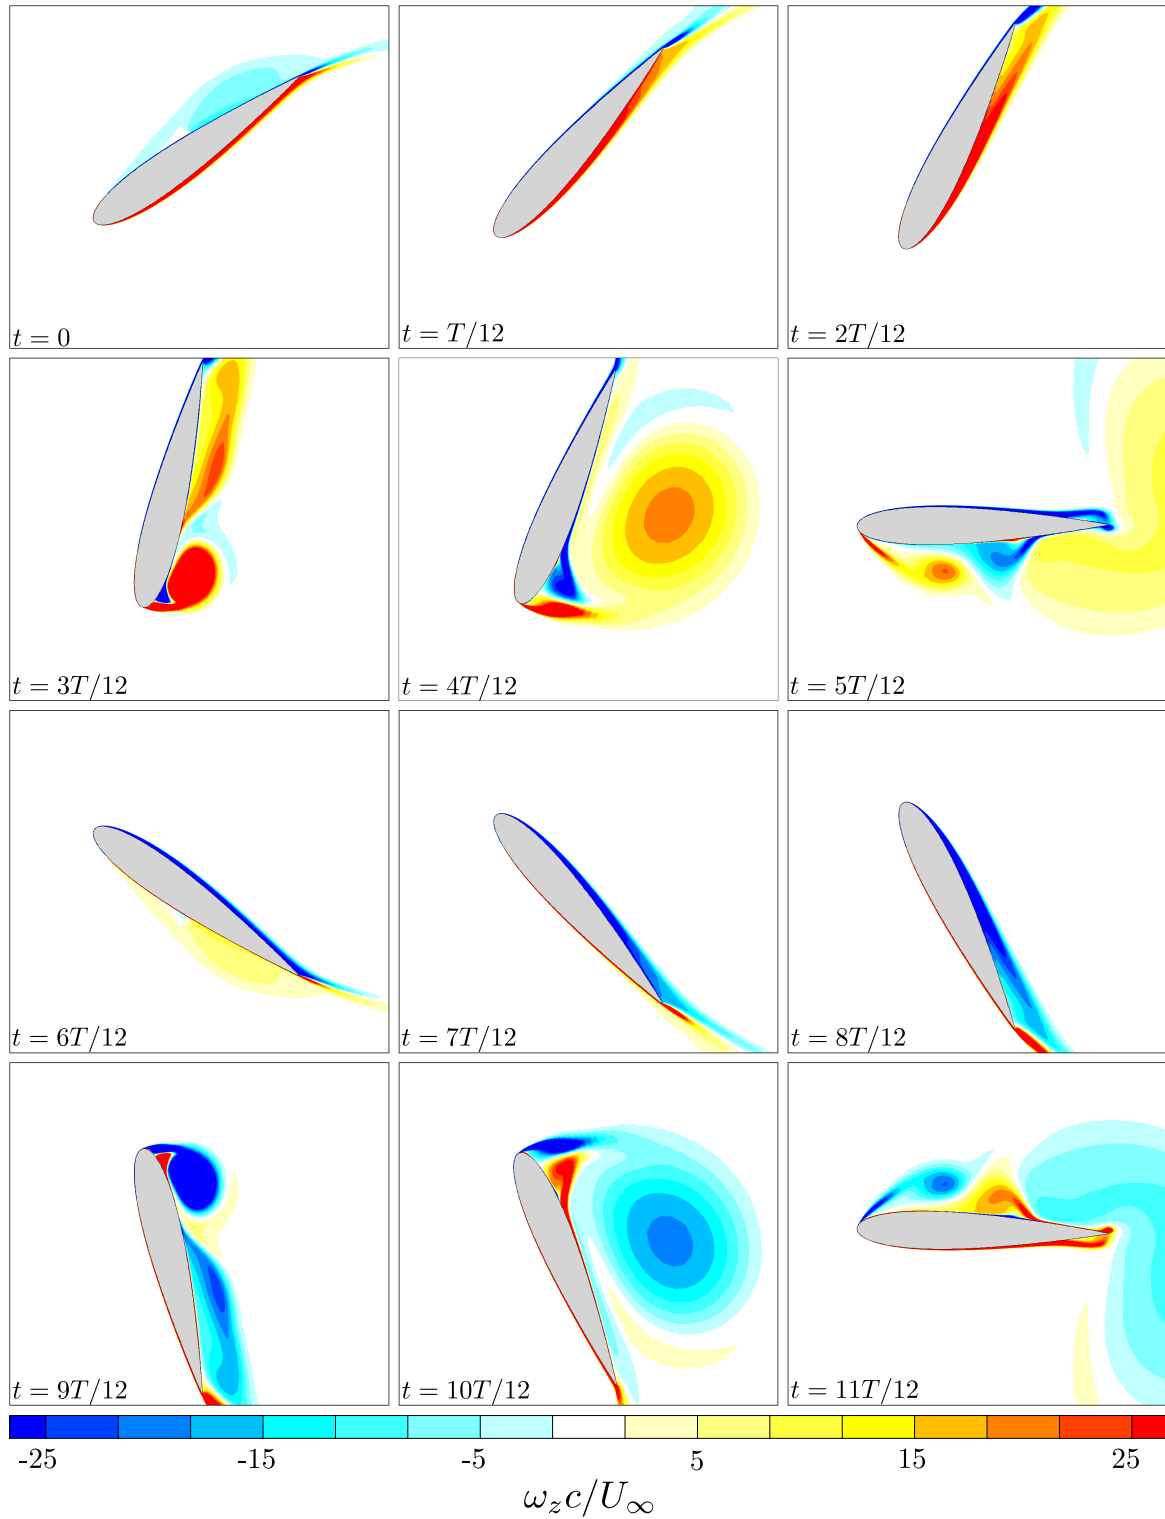 t = 0
t = T/12
t = 2T/12
t = 3T/12
t = 4T/12
t = 5T/12
t = 6T/12
t = 7T/12
t = 8T/12
t = 9T/12
t = 10T/12
t = 11T/12
-25 -15 -5 5 15 25
ω_z c/U_∞